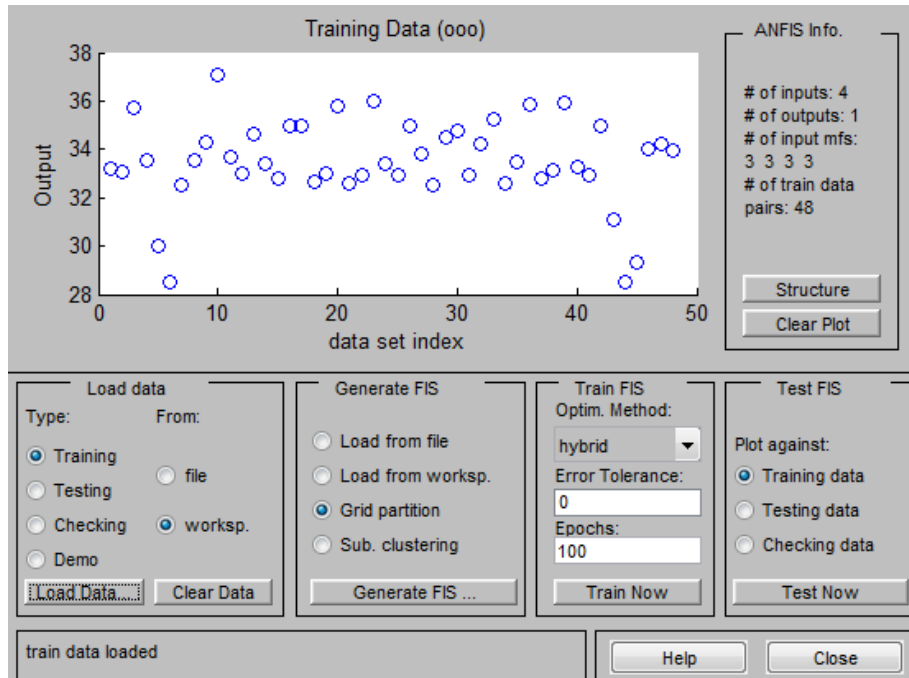 Training Data (ooo)
Output
38
36
34
32
30
28
0
10
20
30
40
50
data set index
ANFIS Info.
# of inputs: 4
# of outputs: 1
# of input mfs:
3 3 3 3
# of train data
pairs: 48
Structure
Clear Plot
Load data
Type:
From:
Training
Testing
Checking
Demo
file
worksp.
Load Data...
Clear Data
Generate FIS
Load from file
Load from worksp.
Grid partition
Sub. clustering
Generate FIS ...
Train FIS
Optim. Method:
hybrid
Error Tolerance:
0
Epochs:
100
Train Now
Test FIS
Plot against:
Training data
Testing data
Checking data
Test Now
train data loaded
Help
Close